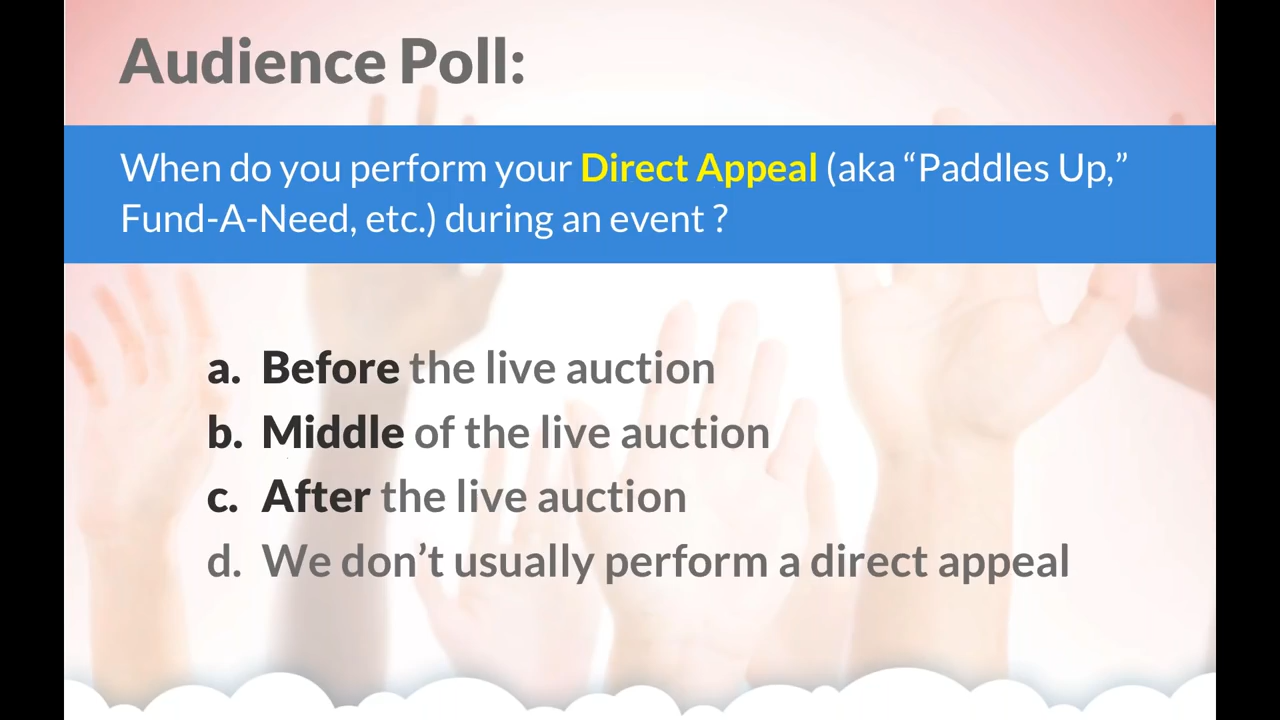 Audience Poll:
When do you perform your Direct Appeal (aka “Paddles Up,”
Fund-A-Need, etc.) during an event ?
a. Before the live auction
b. Middle of the live auction
c. After the live auction
d. We don’t usually perform a direct appeal